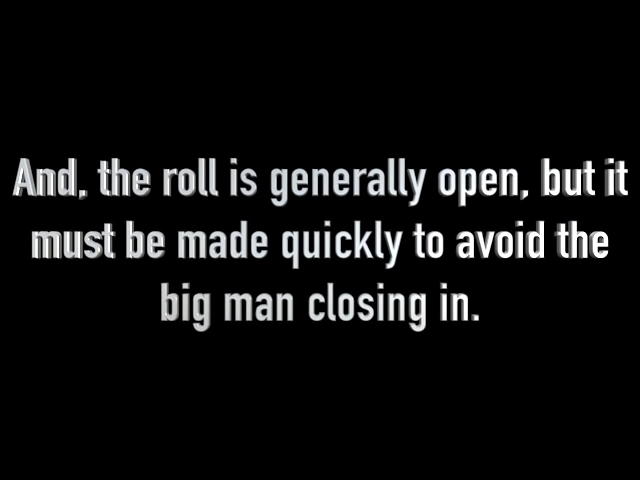 And, the roll is generally open, but it
must be made quickly to avoid the
big man closing in.